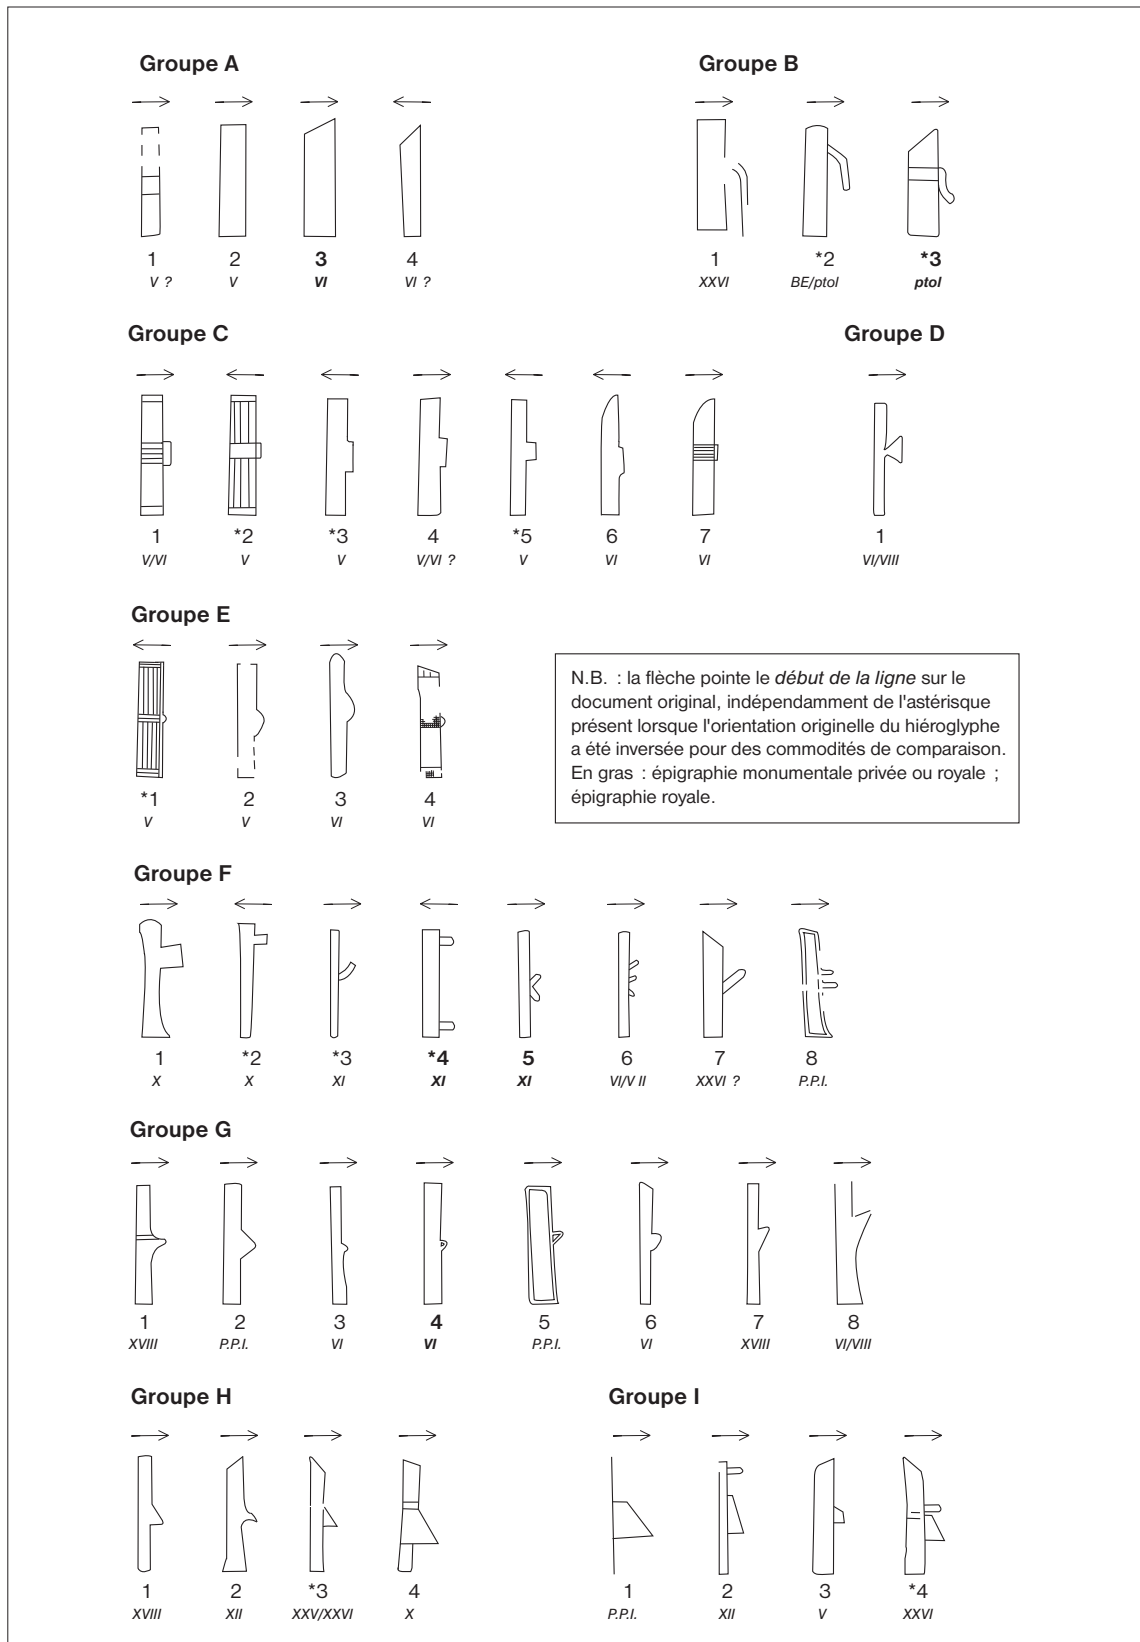 Groupe A
Groupe B
1 2 3 4
V ? V VI VI ?
1 *2 *3
XXVI BE/ptol ptol
Groupe C
Groupe D
1 *2 *3 4 *5 6 7
V/VI V V V/VI ? V VI VI
1
VI/VIII
Groupe E
*1 2 3 4
V V VI VI
N.B. : la flèche pointe le début de la ligne sur le
document original, indépendamment de l'astérisque
présent lorsque l'orientation originelle du hiéroglyphe
a été inversée pour des commodités de comparaison.
En gras : épigraphie monumentale privée ou royale ;
épigraphie royale.
Groupe F
1 *2 *3 *4 5 6 7 8
X X XI XI XI VI/V II XXVI ? P.P.I.
Groupe G
1 2 3 4 5 6 7 8
XVIII P.P.I. VI VI P.P.I. VI XVIII VI/VIII
Groupe H
Groupe I
1 2 *3 4
XVIII XII XXV/XXVI X
1 2 3 *4
P.P.I. XII V XXVI